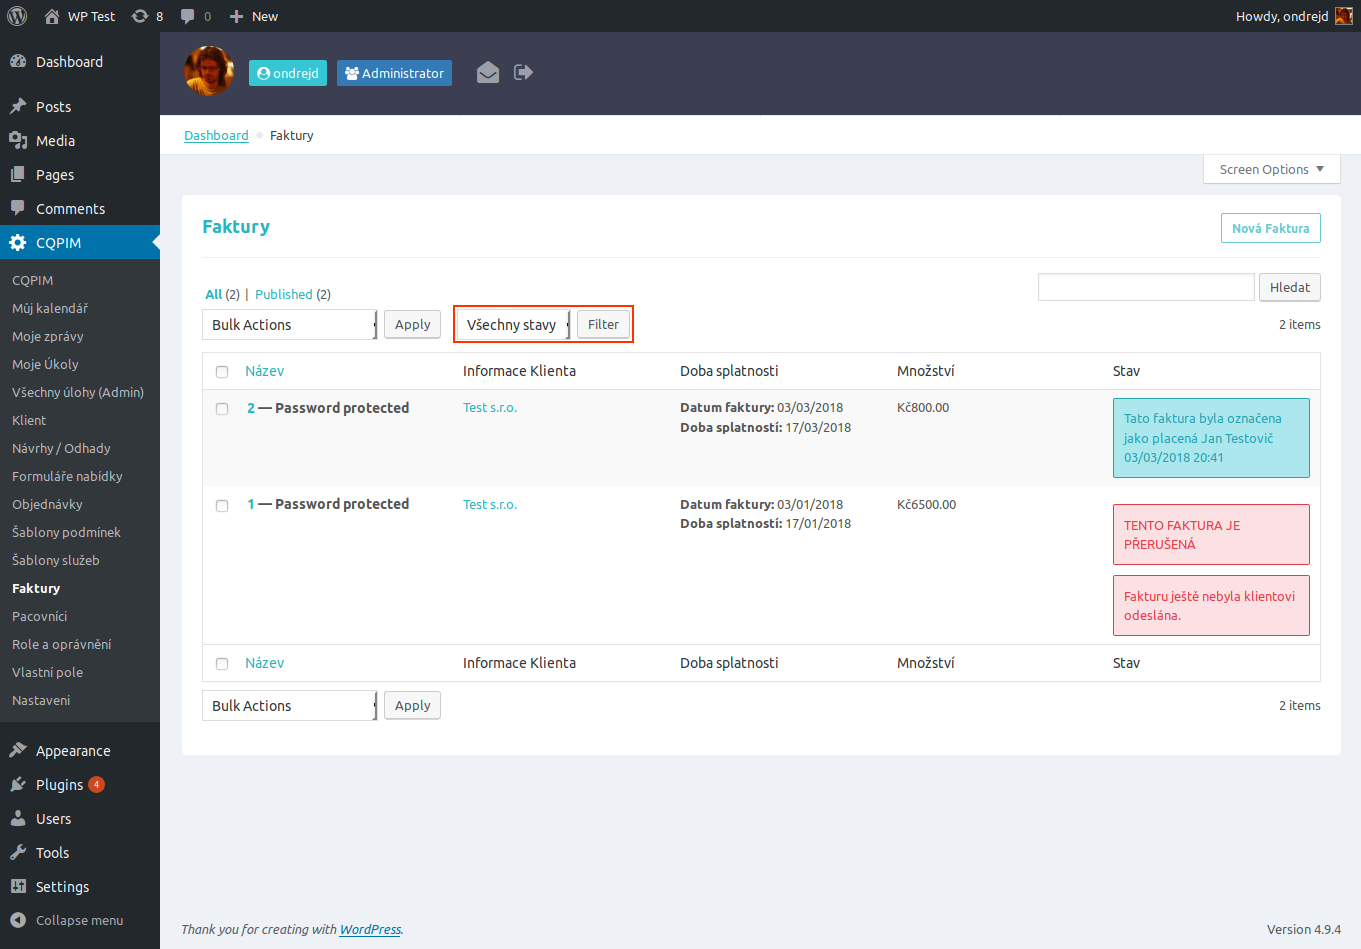 WP Test
8
0
New
Howdy, ondrejd
Dashboard
Posts
Media
Pages
Comments
CQPIM
CQPIM
Můj kalendář
Moje zprávy
Moje Úkoly
Všechny úlohy (Admin)
Klient
Návrhy / Odhady
Formuláře nabídky
Objednávky
Šablony podmínek
Šablony služeb
Faktury
Pacovníci
Role a oprávnění
Vlastní pole
Nastaveni
Appearance
Plugins 4
Users
Tools
Settings
Collapse menu
ondrejd
Administrator
Dashboard
Faktury
Screen Options
Faktury
Nová Faktura
All (2) | Published (2)
Hledat
Bulk Actions
Apply
Všechny stavy
Filter
2 items
Název
Informace Klienta
Doba splatnosti
Množství
Stav
2 — Password protected
Test s.r.o.
Datum faktury: 03/03/2018
Doba splatností: 17/03/2018
Kč800.00
Tato faktura byla označena
jako placená Jan Testovič
03/03/2018 20:41
1 — Password protected
Test s.r.o.
Datum faktury: 03/01/2018
Doba splatností: 17/01/2018
Kč6500.00
TENTO FAKTURA JE
PŘERUŠENÁ
Fakturu ještě nebyla klientovi
odeslána.
Název
Informace Klienta
Doba splatnosti
Množství
Stav
Bulk Actions
Apply
2 items
Thank you for creating with WordPress.
Version 4.9.4